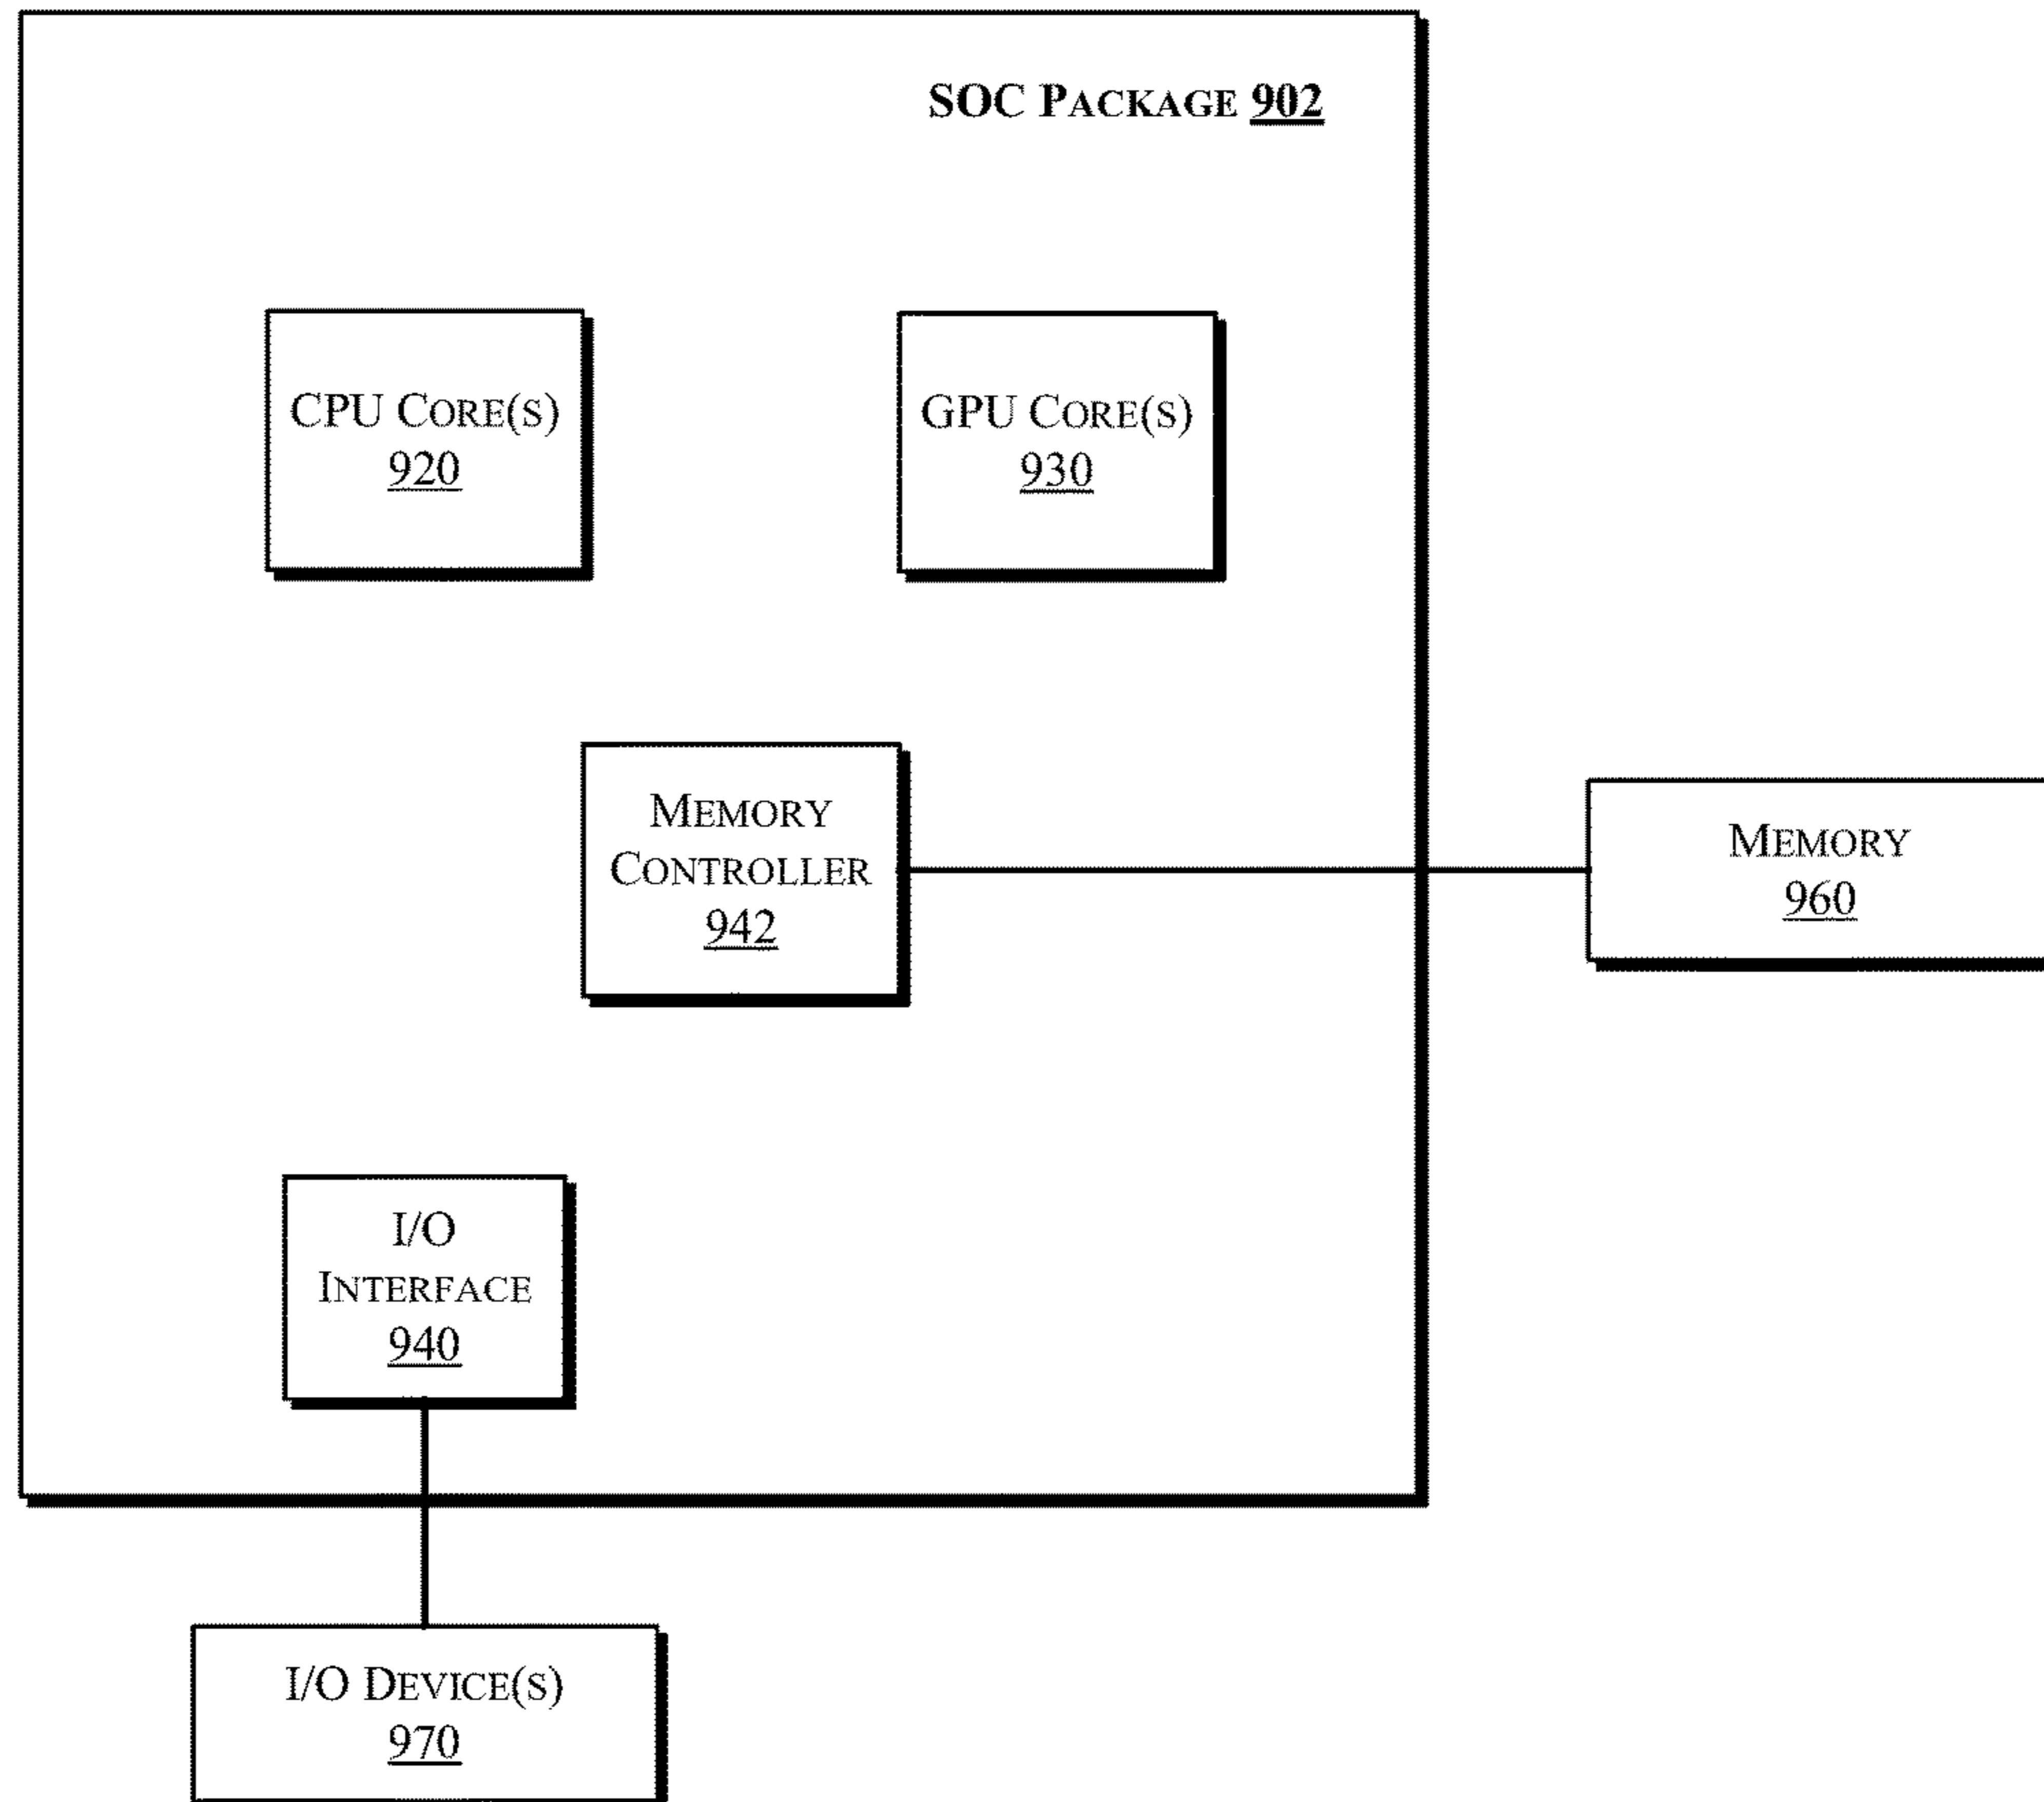 SOC PACKAGE 902
CPU CORE(S)
920
GPU CORE(S)
930
MEMORY
CONTROLLER
942
MEMORY
960
I/O
INTERFACE
940
I/O DEVICE(S)
970